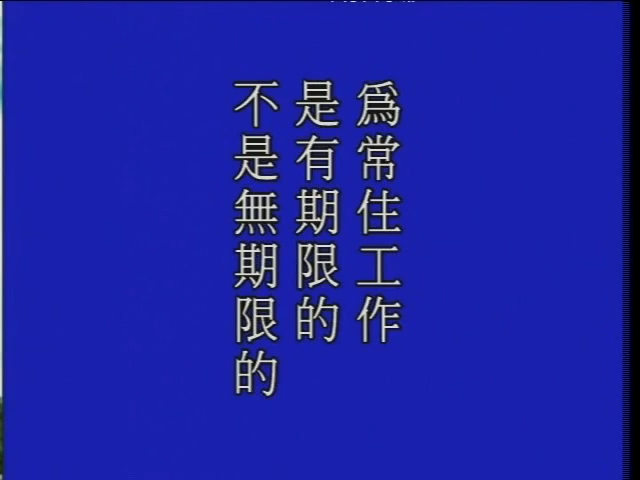 爲常住工作
是有期限的
不是無期限的